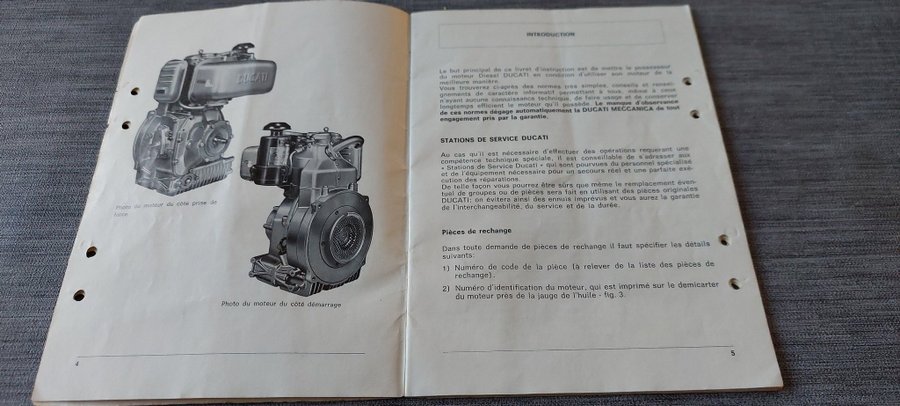 DUCATI
Photo du moteur du côté prise de
force
Photo du moteur du côté démarrage
4
INTRODUCTION
Le but principal de ce livret d'instruction est de mettre le possesseur
du moteur Diesel DUCATI en condition d'utiliser son moteur de la
meilleure manière.
Vous trouverez ci-après des normes très simples, conseils et rensei-
gnements de caractère informatif permettant à tous, même à ceux
n'ayant aucune connaissance technique, de faire usage et de conserver
longtemps efficient le moteur qu'il possède. Le manque d'observance
de ces normes dégage automatiquement la DUCATI MECCANICA de tout
engagement pris par la garantie.
STATIONS DE SERVICE DUCATI
Au cas qu'il est nécessaire d'effectuer des opérations requerant une
compétence technique speciale, il est conseillable de s'adresser aux
« Stations de Service Ducati » qui sont pourvues du personnel spécialisé
et de l'équipement nécessaire pour un secours réel et une parfaite exé-
cution des réparations.
De telle façon vous pourrez être sûrs que même le remplacement éven-
tuel de groupes ou de pièces sera fait en utilisant des pièces originales
DUCATI; on évitera ainsi des ennuis imprévus et vous aurez la garantie
de l'interchangeabilité, du service et de la durée.
Pièces de rechange
Dans toute demande de pièces de rechange il faut spécifier les détails
suivants:
1) Numéro de code de la pièce (à relever de la liste des pièces de
rechange).
2) Numéro d'identification du moteur, qui est imprimé sur le demicarter
du moteur près de la jauge de l'huile - fig. 3.
5